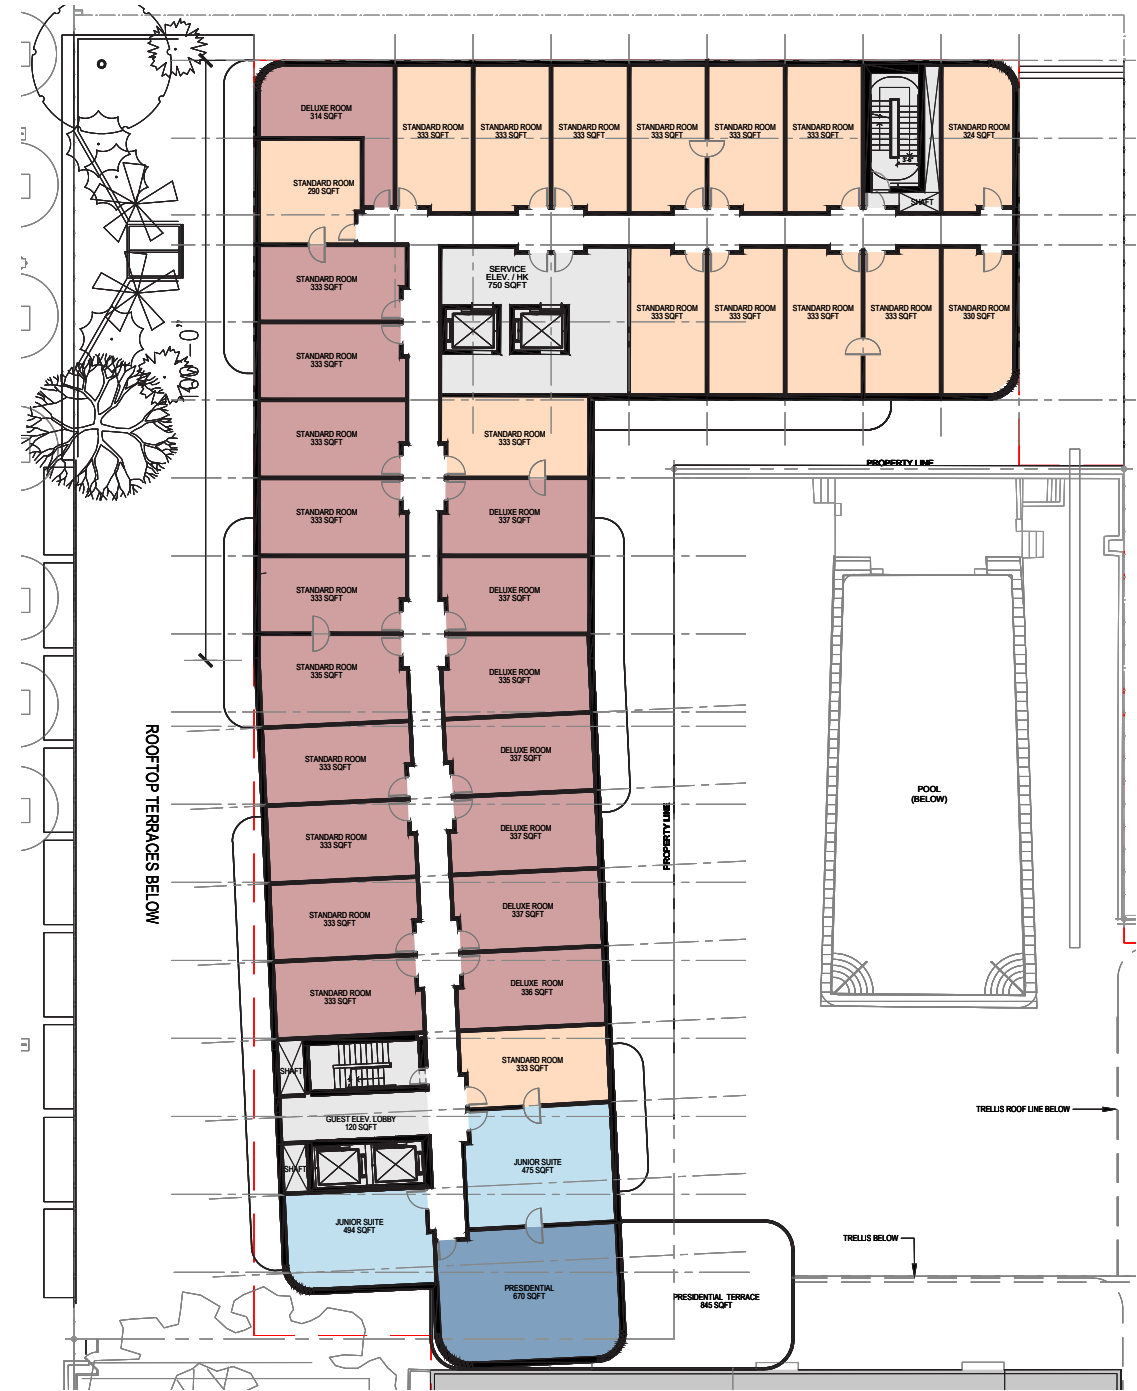 DELUXE ROOM
314 SQFT
STANDARD ROOM
333 SQFT
STANDARD ROOM
333 SQFT
STANDARD ROOM
333 SQFT
STANDARD ROOM
333 SQFT
STANDARD ROOM
333 SQFT
STANDARD ROOM
333 SQFT
STANDARD ROOM
324 SQFT
STANDARD ROOM
290 SQFT
SHAFT
STANDARD ROOM
333 SQFT
SERVICE
ELEV. / HK
750 SQFT
STANDARD ROOM
333 SQFT
STANDARD ROOM
333 SQFT
STANDARD ROOM
333 SQFT
STANDARD ROOM
333 SQFT
STANDARD ROOM
330 SQFT
STANDARD ROOM
333 SQFT
STANDARD ROOM
333 SQFT
STANDARD ROOM
333 SQFT
PROPERTY LINE
STANDARD ROOM
333 SQFT
DELUXE ROOM
337 SQFT
STANDARD ROOM
333 SQFT
DELUXE ROOM
337 SQFT
STANDARD ROOM
335 SQFT
DELUXE ROOM
335 SQFT
STANDARD ROOM
333 SQFT
DELUXE ROOM
337 SQFT
ROOFTOP TERRACES BELOW
PROPERTY LINE
POOL
(BELOW)
STANDARD ROOM
333 SQFT
DELUXE ROOM
337 SQFT
STANDARD ROOM
333 SQFT
DELUXE ROOM
337 SQFT
STANDARD ROOM
333 SQFT
DELUXE ROOM
336 SQFT
SHAFT
STANDARD ROOM
333 SQFT
GUEST ELEV. LOBBY
120 SQFT
TRELLIS ROOF LINE BELOW
SHAFT
JUNIOR SUITE
475 SQFT
JUNIOR SUITE
494 SQFT
TRELLIS BELOW
PRESIDENTIAL
670 SQFT
PRESIDENTIAL TERRACE
845 SQFT